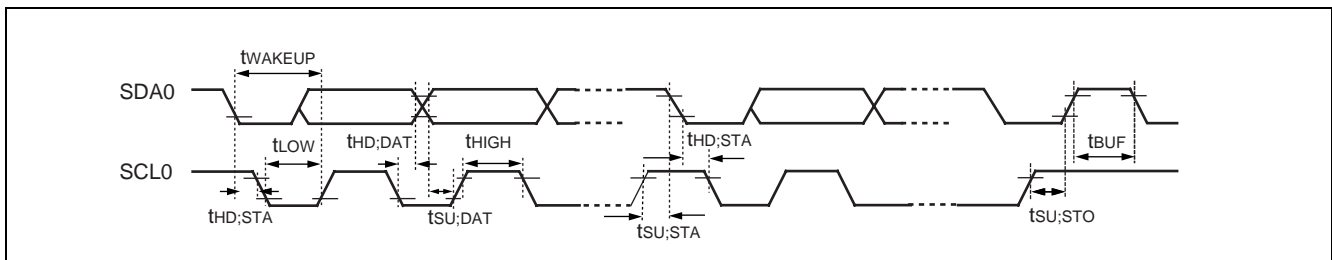 tWAKEUP
SDA0
tHD;DAT
tHIGH
tHD;STA
tBUF
tLOW
SCL0
tHD;STA
tSU;DAT
tSU;STA
tSU;STO